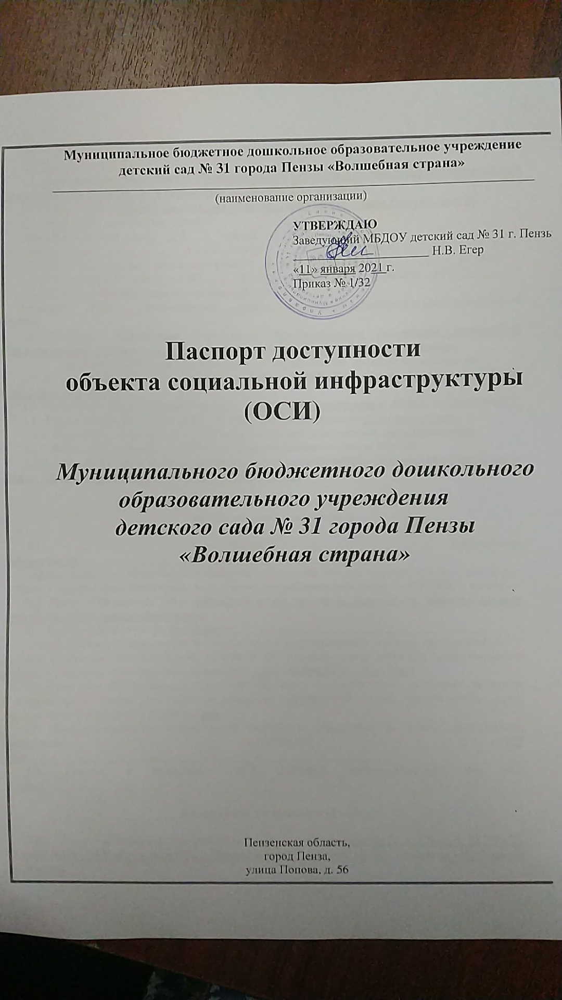 Муниципальное бюджетное дошкольное образовательное учреждение
детский сад № 31 города Пензы «Волшебная страна»
(наименование организации)
УТВЕРЖДАЮ
Заведующий МБДОУ детский сад № 31 г. Пензь
Н.В. Егер
«11» января 2021 г.
Приказ № 1/32
Паспорт доступности
объекта социальной инфраструктуры
(ОСИ)
Муниципального бюджетного дошкольного
образовательного учреждения
детского сада № 31 города Пензы
«Волшебная страна»
Пензенская область,
город Пенза,
улица Попова, д. 56